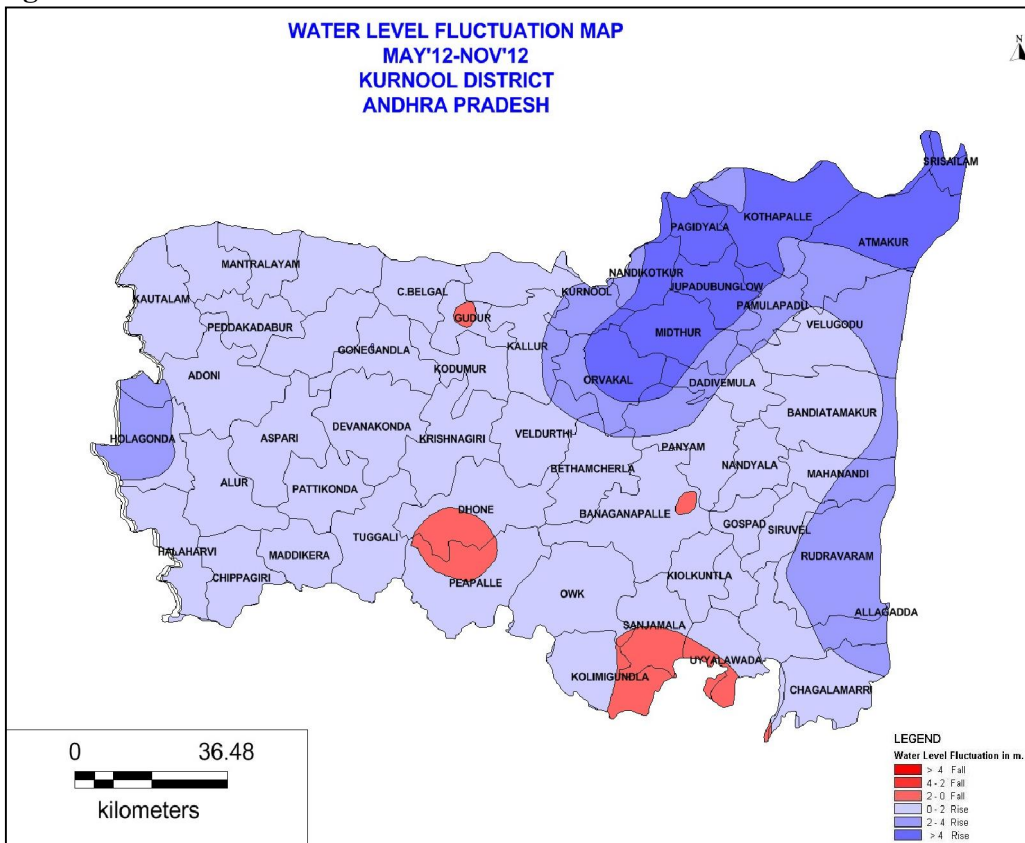 WATER LEVEL FLUCTUATION MAP
MAY'12-NOV'12
KURNOOL DISTRICT
ANDHRA PRADESH
N
SRISAILAM
KOTHAPALLE
PAGIDYALA
ATMAKUR
MANTRALAYAM
NANDIKOTKUR
JUPADUBUNGLOW
C.BELGAL
KURNOOL
KAUTALAM
PAMULAPADU
GUDUR
VELUGODU
PEDDAKADABUR
MIDTHUR
KALLUR
GONEGANDLA
KODUMUR
ADONI
ORVAKAL
DADIVEMULA
BANDIATAMAKUR
DEVANAKONDA
VELDURTHI
HOLAGONDA
ASPARI
KRISHNAGIRI
PANYAM
NANDYALA
BETHAMCHERLA
MAHANANDI
ALUR
PATTIKONDA
DHONE
BANAGANAPALLE
GOSPAD
SIRUVEL
TUGGALI
HALAHARVI
MADDIKERA
RUDRAVARAM
CHIPPAGIRI
PEAPALLE
KIOLKUNTLA
OWK
ALLAGADDA
SANJAMALA
UYYALAWADA
KOLIMIGUNDLA
CHAGALAMARRI
0 36.48
kilometers
LEGEND
Water Level Fluctuation in m.
> 4 Fall
4-2 Fall
2-0 Fall
0-2 Rise
2-4 Rise
>4 Rise